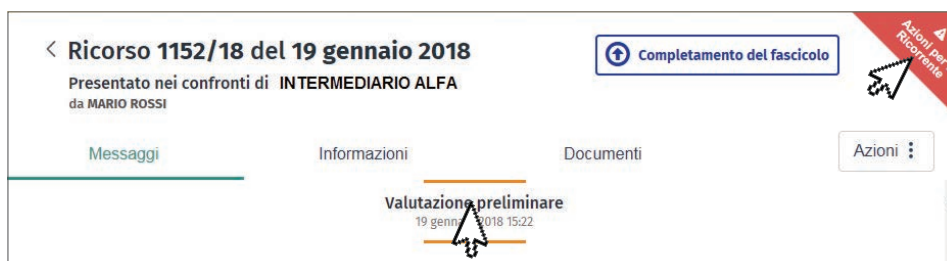 Ricorso 1152/18 del 19 gennaio 2018
Completamento del fascicolo
Azioni per
Ricorrente
Presentato nei confronti di INTERMEDIARIO ALFA
da MARIO ROSSI
Messaggi
Informazioni
Documenti
Azioni
Valutazione preliminare
19 gennaio 2018 15:22